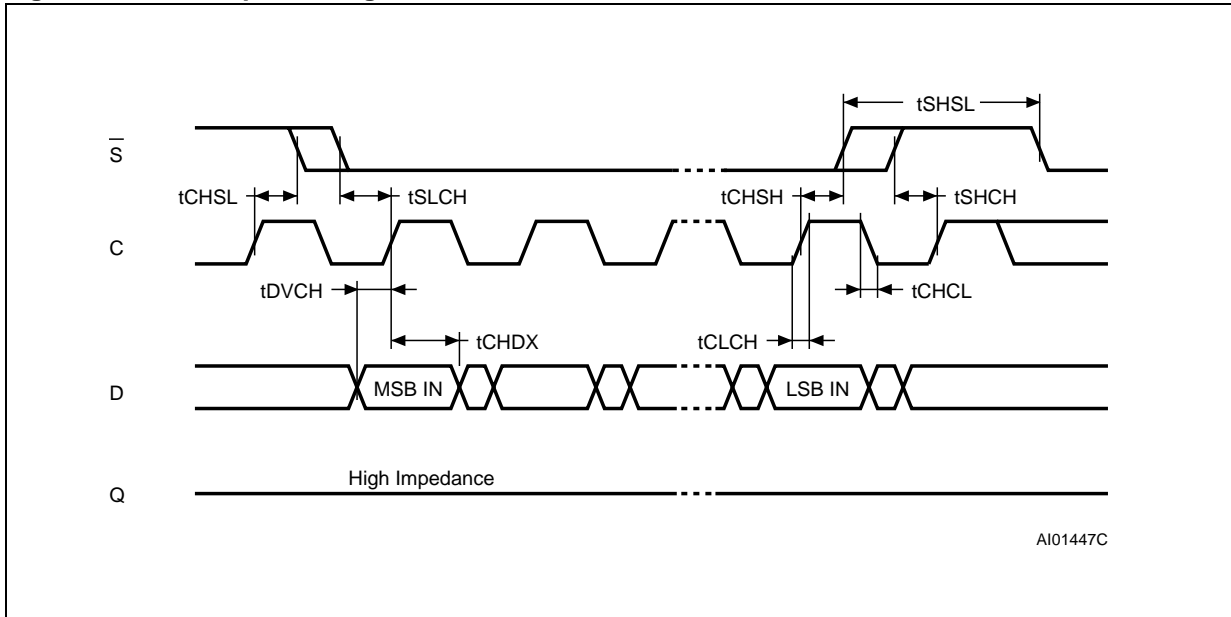 tSHSL
S
tCHSL
tSLCH
tCHSH
tSHCH
C
tDVCH
tCHCL
tCHDX
tCLCH
D
MSB IN
LSB IN
High Impedance
Q
AI01447C